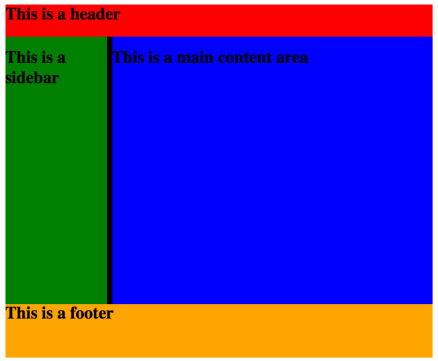 This is a header
This is a
sidebar
This is a main content area
This is a footer